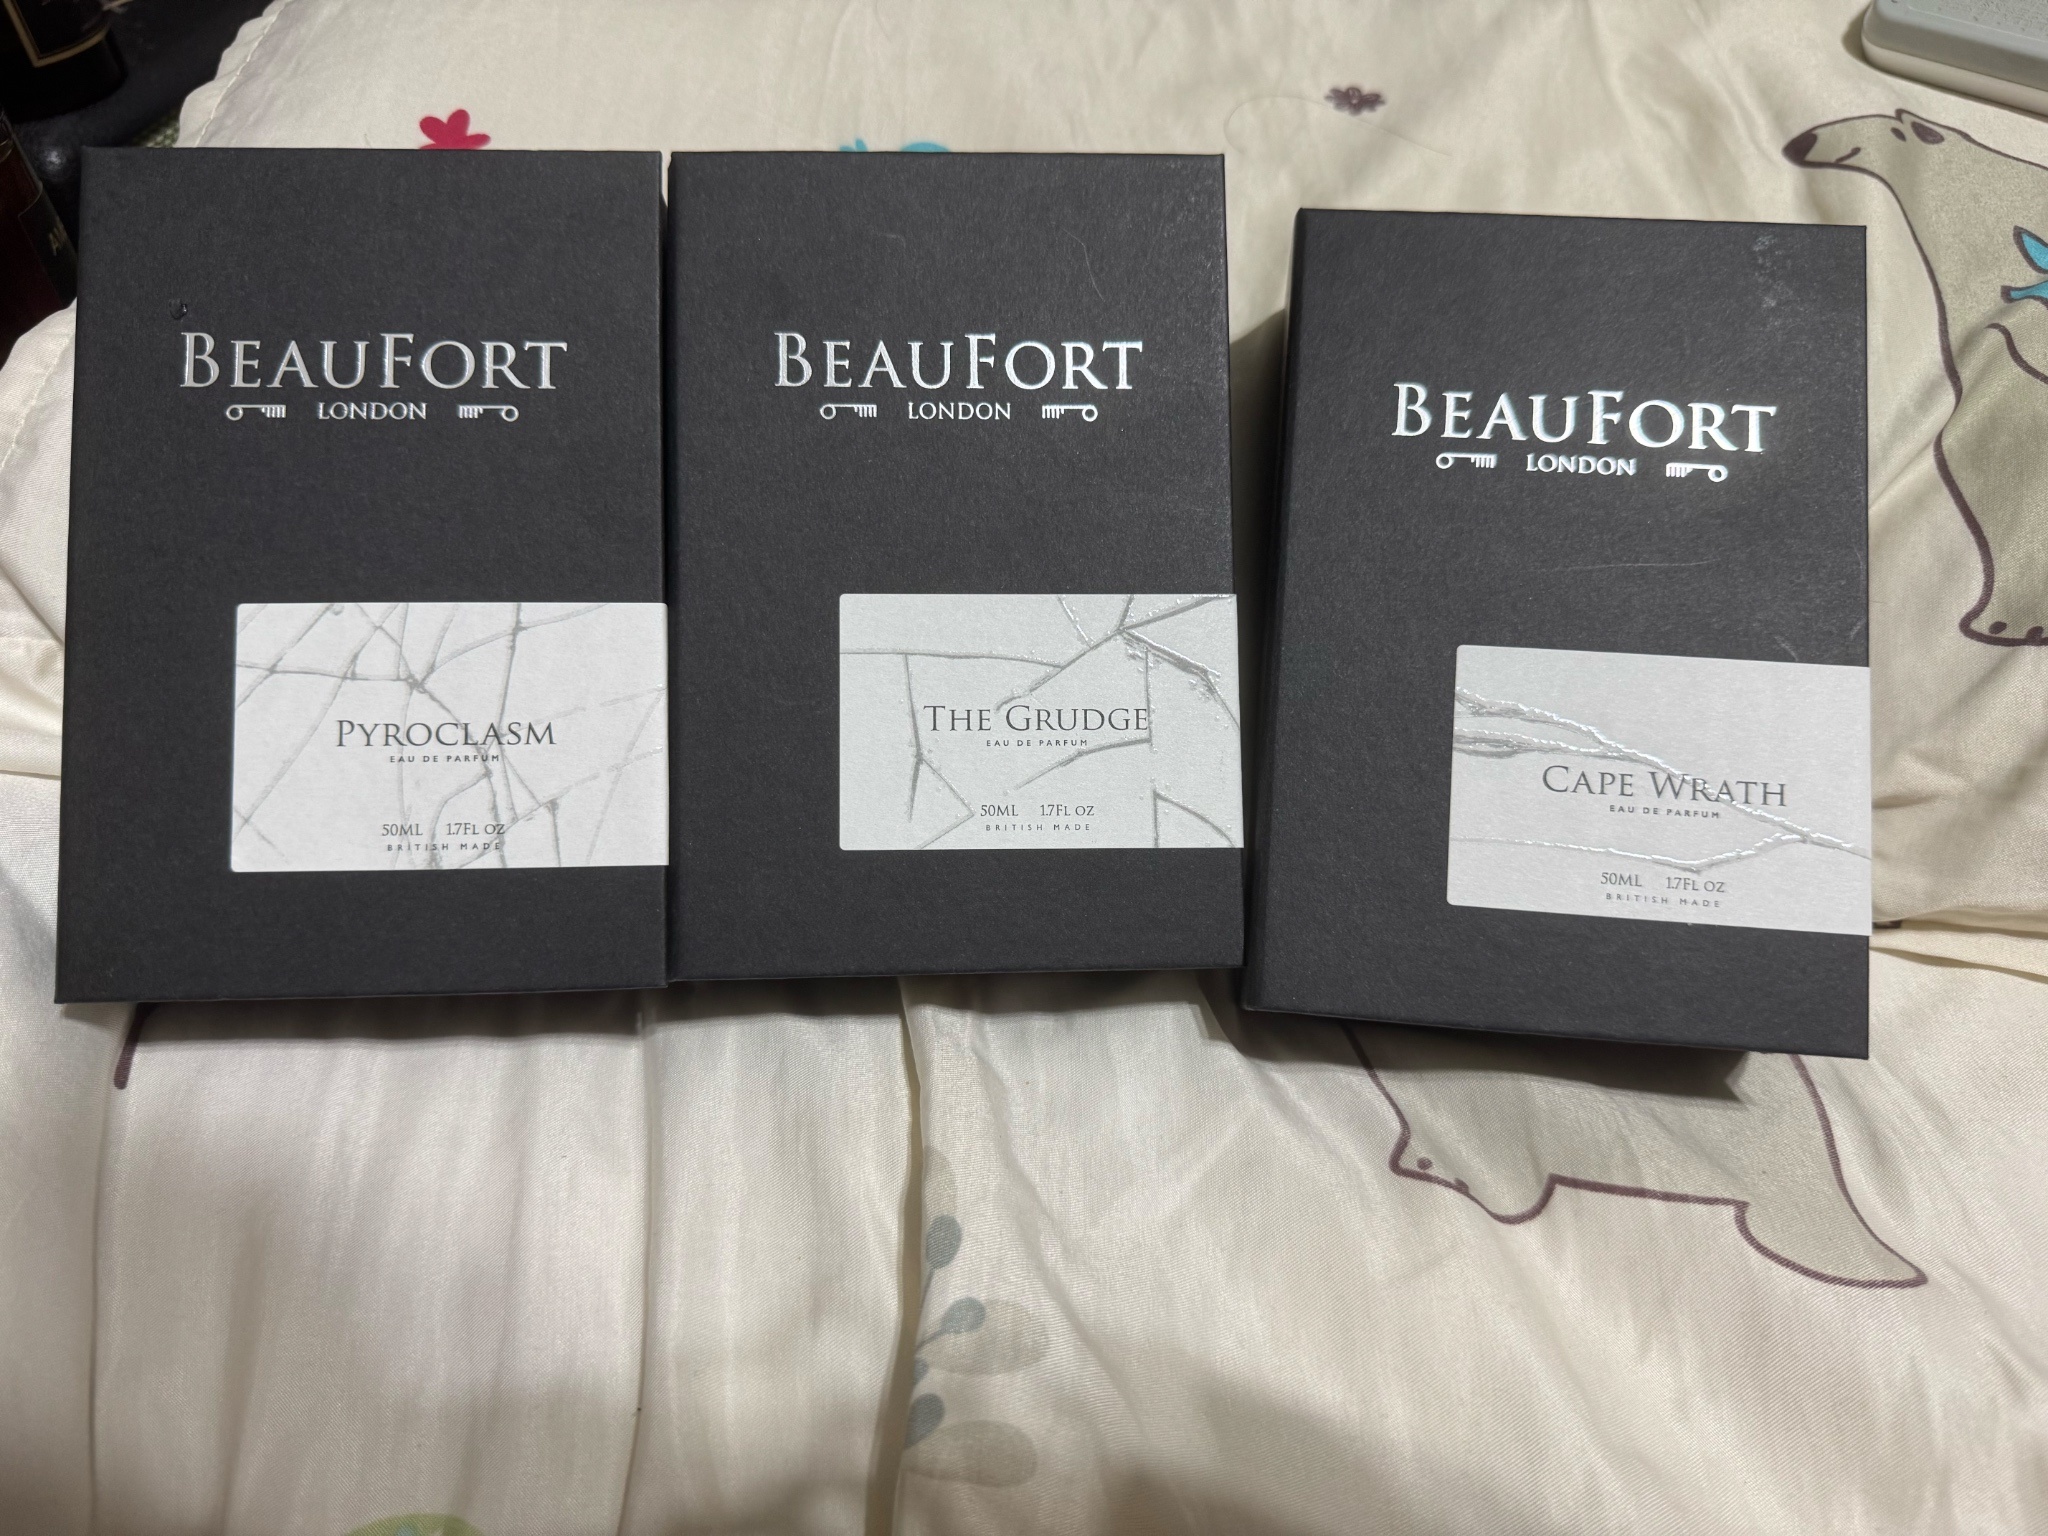 BEAUFORT
LONDON
PYROCLASM
EAU DE PARFUM
50ML 1.7FL OZ
BRITISH MADE
BEAUFORT
LONDON
THE GRUDGE
EAU DE PARFUM
50ML 1.7FL OZ
BRITISH MADE
BEAUFORT
LONDON
CAPE WRATH
EAU DE PARFUM
50ML 1.7FL OZ
BRITISH MADE